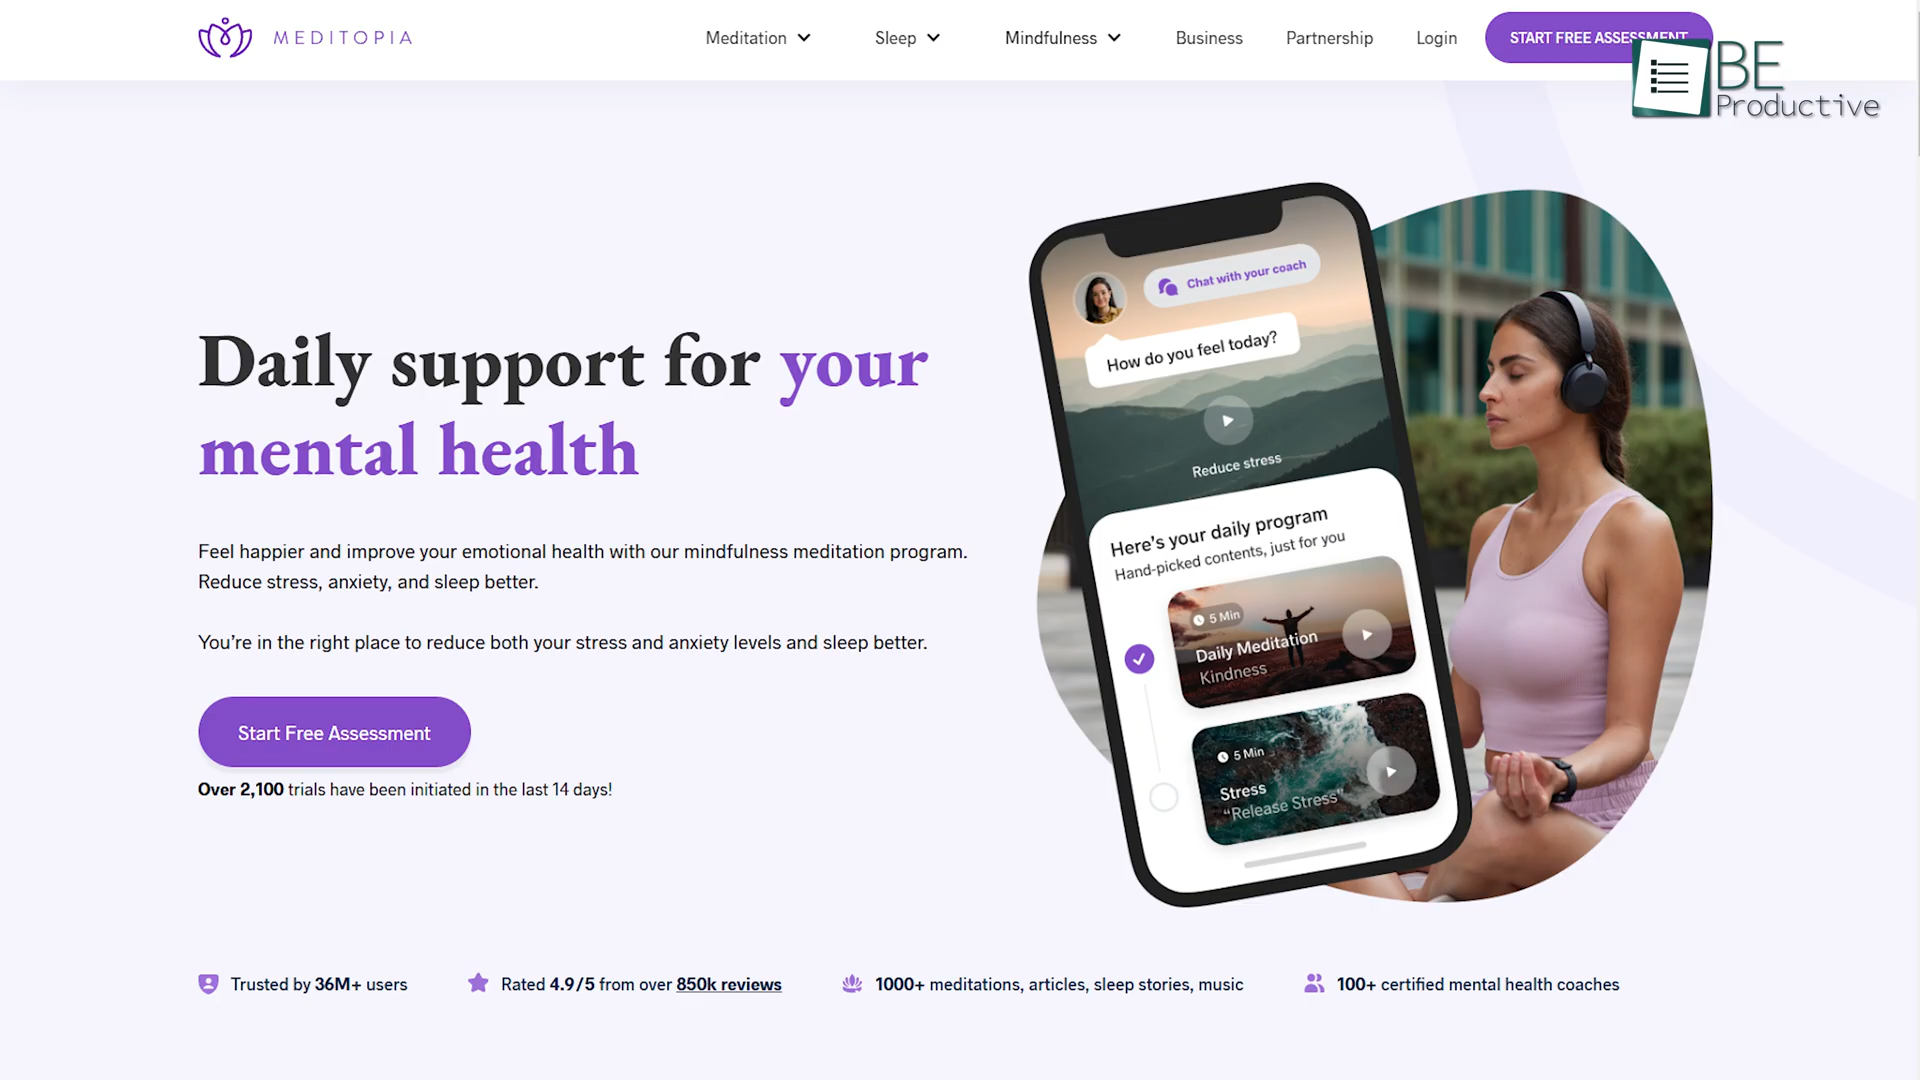 MEDITOPIA
Meditation
Sleep
Mindfulness
Business
Partnership
Login
START FREE ASSESSMENT
BE
Productive
Daily support for your
mental health
Feel happier and improve your emotional health with our mindfulness meditation program.
Reduce stress, anxiety, and sleep better.
You’re in the right place to reduce both your stress and anxiety levels and sleep better.
Start Free Assessment
Over 2,100 trials have been initiated in the last 14 days!
Chat with your coach
How do you feel today?
Reduce stress
Here’s your daily program
Hand-picked contents, just for you
5 Min
Daily Meditation
Kindness
5 Min
Stress
“Release Stress”
Trusted by 36M+ users
Rated 4.9/5 from over 850k reviews
1000+ meditations, articles, sleep stories, music
100+ certified mental health coaches